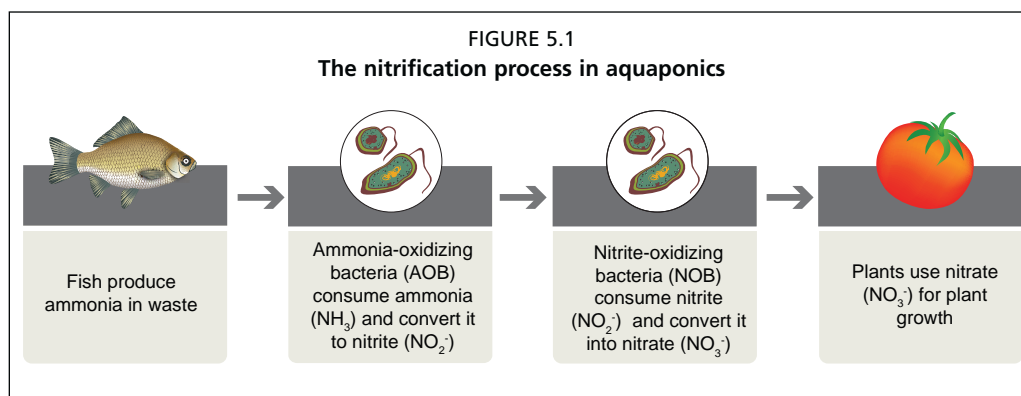 FIGURE 5.1
The nitrification process in aquaponics
Fish produce
ammonia in waste
Ammonia-oxidizing
bacteria (AOB)
consume ammonia
(NH₃) and convert it
to nitrite (NO₂⁻)
Nitrite-oxidizing
bacteria (NOB)
consume nitrite
(NO₂⁻) and convert it
into nitrate (NO₃⁻)
Plants use nitrate
(NO₃⁻) for plant
growth